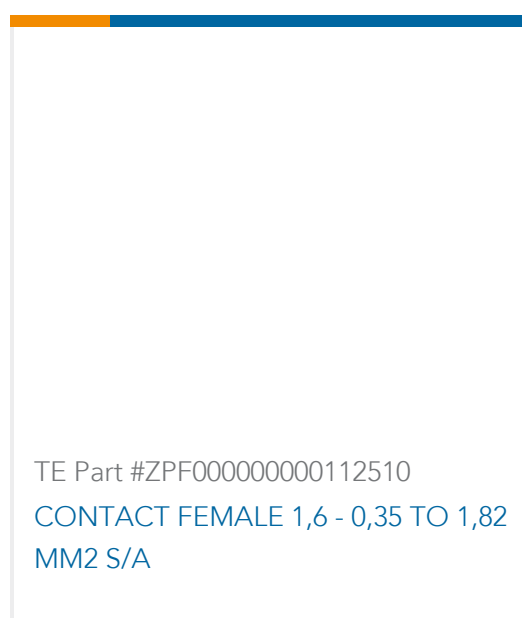 TE Part #ZPF000000000112510
CONTACT FEMALE 1,6 - 0,35 TO 1,82
MM2 S/A